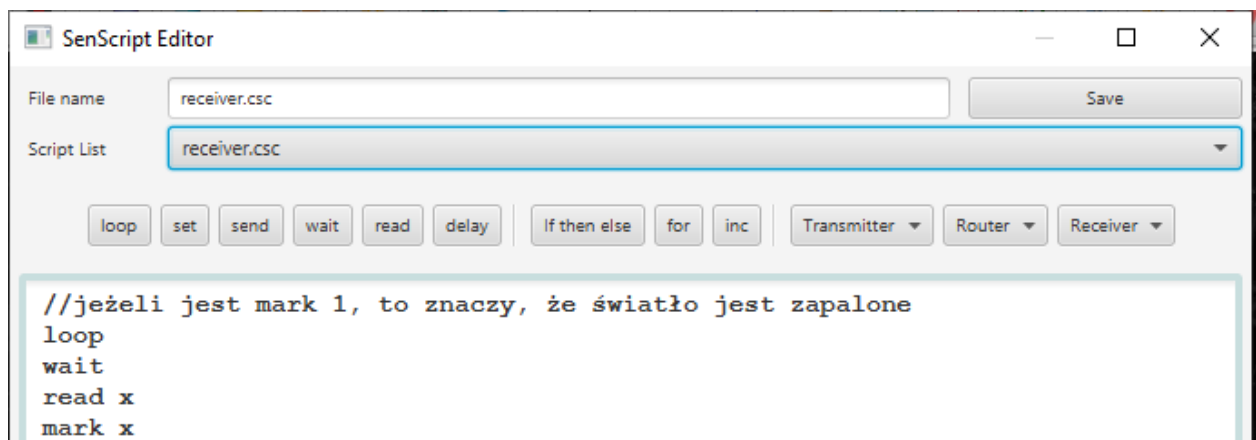 SenScript Editor
File name receiver.csc Save
Script List receiver.csc
loop set send wait read delay If then else for inc Transmitter Router Receiver
//jeżeli jest mark 1, to znaczy, że światło jest zapalone
loop
wait
read x
mark x